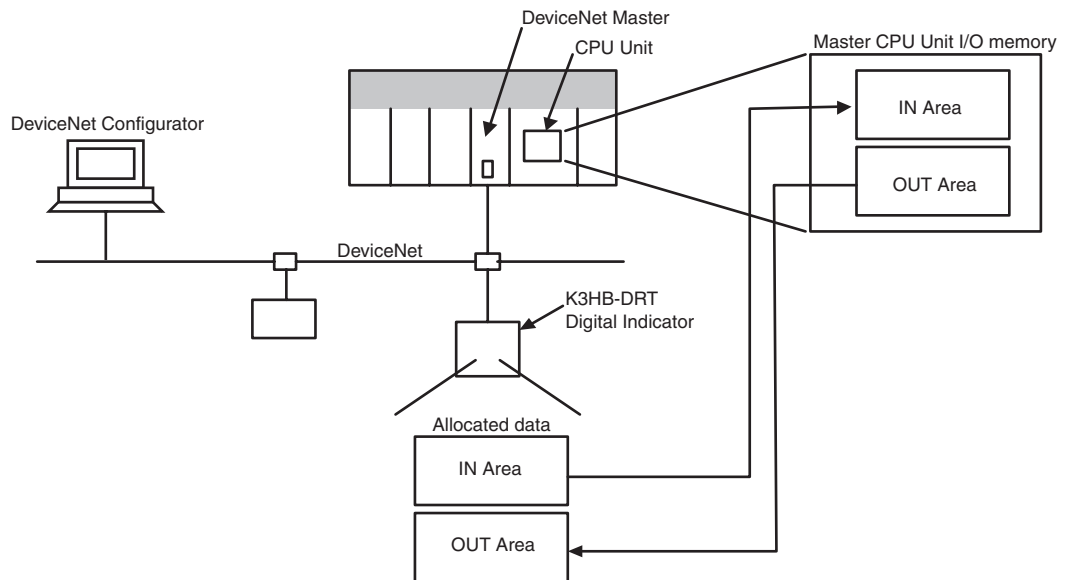 DeviceNet Master
CPU Unit
Master CPU Unit I/O memory
IN Area
OUT Area
DeviceNet Configurator
DeviceNet
K3HB-DRT
Digital Indicator
Allocated data
IN Area
OUT Area